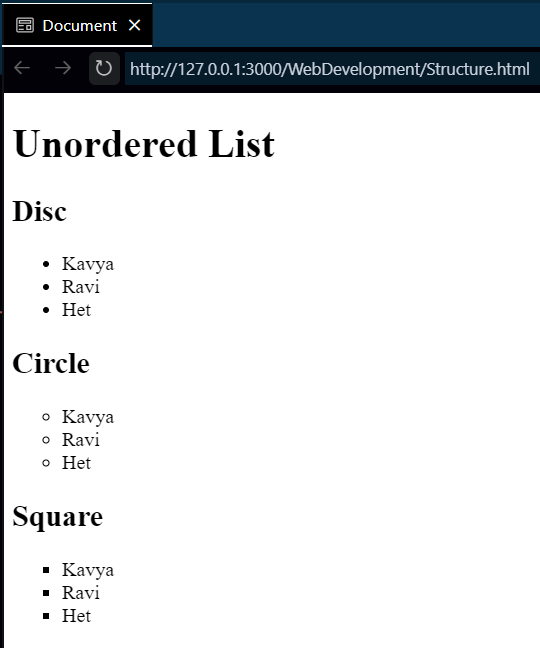 Document
http://127.0.0.1:3000/WebDevelopment/Structure.html
Unordered List
Disc
Kavya
Ravi
Het
Circle
Kavya
Ravi
Het
Square
Kavya
Ravi
Het